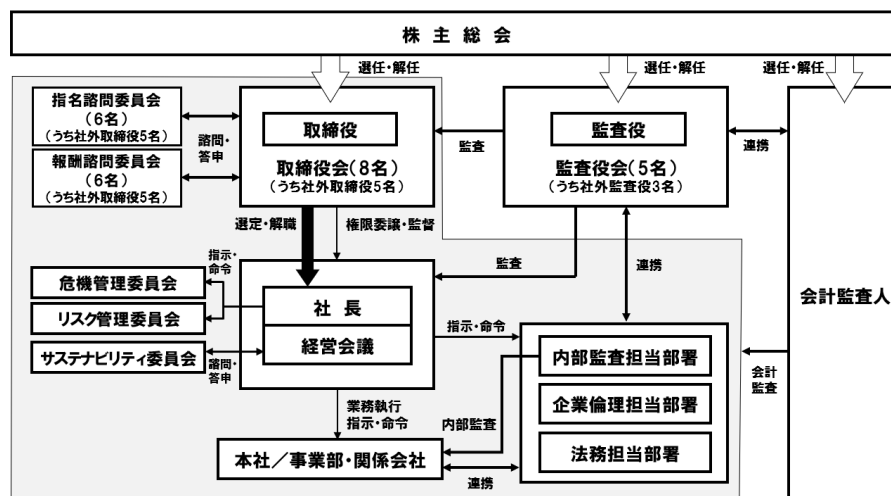 株主総会
選任・解任
選任・解任
選任・解任
指名諮問委員会
(6名)
(うち社外取締役5名)
諮問・
答申
報酬諮問委員会
(6名)
(うち社外取締役5名)
取締役
取締役会(8名)
(うち社外取締役5名)
監査
監査役
監査役会(5名)
(うち社外監査役3名)
連携
会計監査人
選定・解職
権限委譲・監督
監査
連携
指示・
命令
危機管理委員会
リスク管理委員会
サステナビリティ委員会
諮問・
答申
社長
経営会議
指示・命令
内部監査担当部署
企業倫理担当部署
法務担当部署
会計
監査
業務執行
指示・命令
内部監査
本社/事業部・関係会社
連携